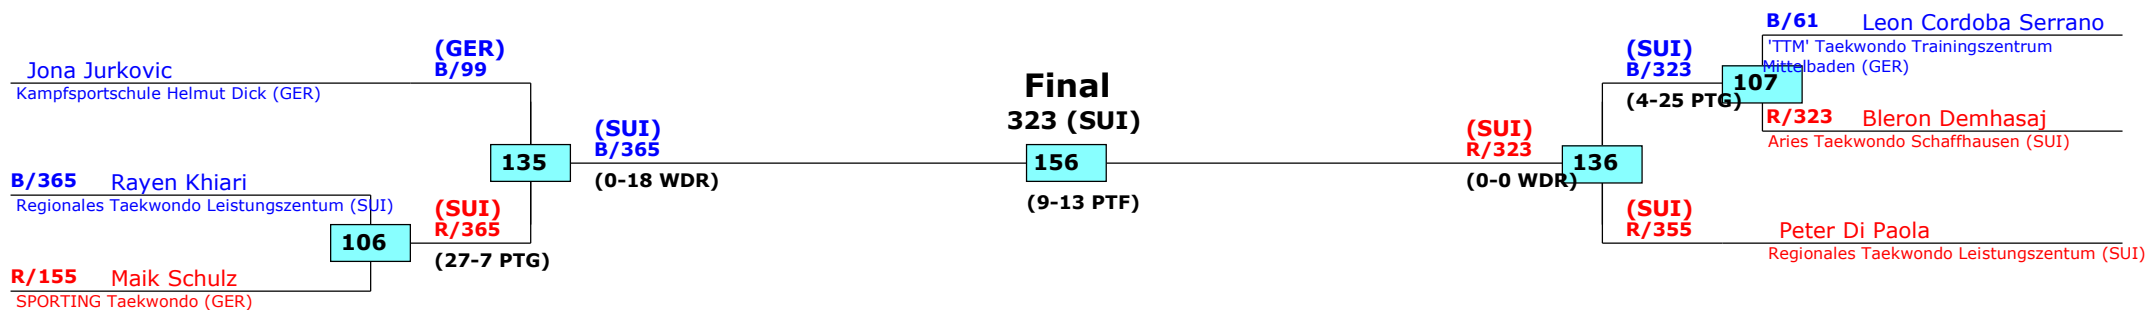 Jona Jurkovic
Kampfsportschule Helmut Dick (GER)
(GER)
B/99
B/365 Rayen Khiari
Regionales Taekwondo Leistungszentum (SUI)
106
R/155 Maik Schulz
SPORTING Taekwondo (GER)
(SUI)
R/365
(27-7 PTG)
135
(SUI)
B/365
(0-18 WDR)
Final
323 (SUI)
156
(9-13 PTF)
(SUI)
R/323
(0-0 WDR)
136
(SUI)
B/323
(4-25 PTG)
107
B/61 Leon Cordoba Serrano
'TTM' Taekwondo Trainingszentrum
Mittelbaden (GER)
R/323 Bleron Demhasaj
Aries Taekwondo Schaffhausen (SUI)
(SUI)
R/355
Peter Di Paola
Regionales Taekwondo Leistungszentum (SUI)